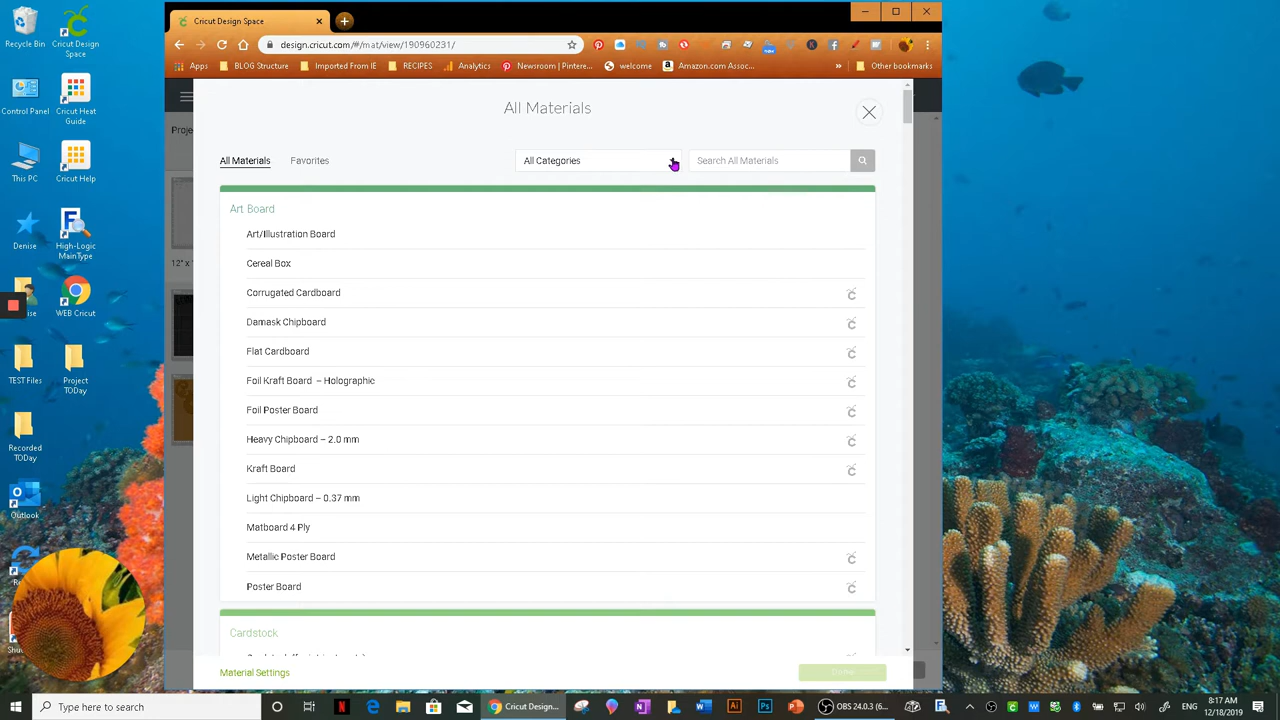 Recycle Bin
Cricut Design Space
Control Panel
Cricut Heat Guide
This PC
Cricut Help
Denise
High-Logic MainType
WEB Cricut
TEST Files
Project TODay
Recorded TODay
Outlook
Cricut Design Space
design.cricut.com/#/mat/view/190960231/
Apps
BLOG Structure
Imported From IE
RECIPES
Analytics
Newsroom | Pintere...
welcome
Amazon.com Assoc...
»
Other bookmarks
All Materials
All Materials
Favorites
All Categories
Search All Materials
Art Board
Art/Illustration Board
Cereal Box
Corrugated Cardboard
Damask Chipboard
Flat Cardboard
Foil Kraft Board – Holographic
Foil Poster Board
Heavy Chipboard – 2.0 mm
Kraft Board
Light Chipboard – 0.37 mm
Matboard 4 Ply
Metallic Poster Board
Poster Board
Cardstock
Material Settings
Done
Type here to search
Cricut Design...
OBS 24.0.3 (64-...
8:17 AM
12/18/2019